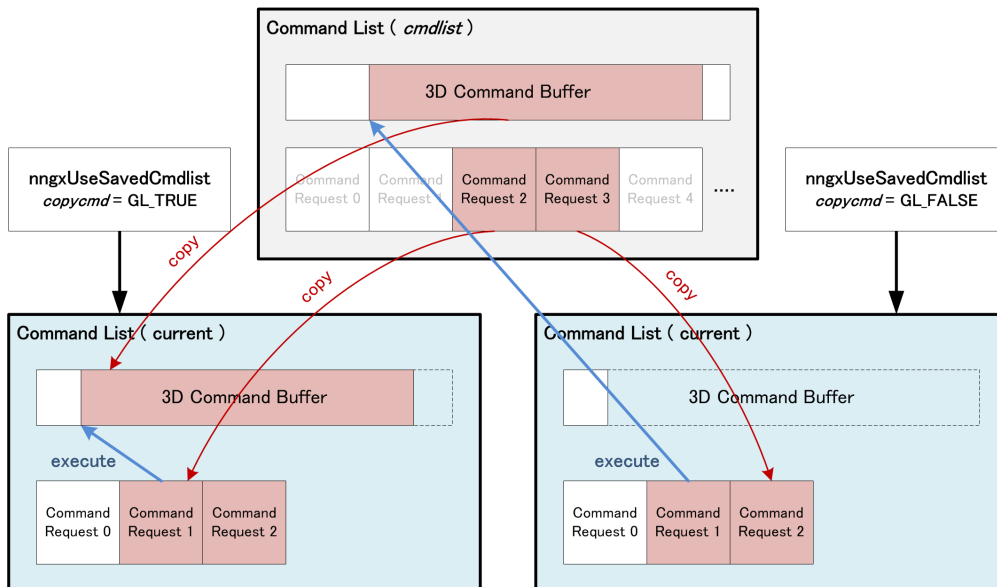 Command List ( cmdlist )
3D Command Buffer
Command
Request 0
Command
Request 1
Command
Request 2
Command
Request 3
Command
Request 4
....
nngxUseSavedCmdlist
copycmd = GL_TRUE
nngxUseSavedCmdlist
copycmd = GL_FALSE
copy
copy
copy
Command List ( current )
3D Command Buffer
execute
Command
Request 0
Command
Request 1
Command
Request 2
Command List ( current )
3D Command Buffer
execute
Command
Request 0
Command
Request 1
Command
Request 2